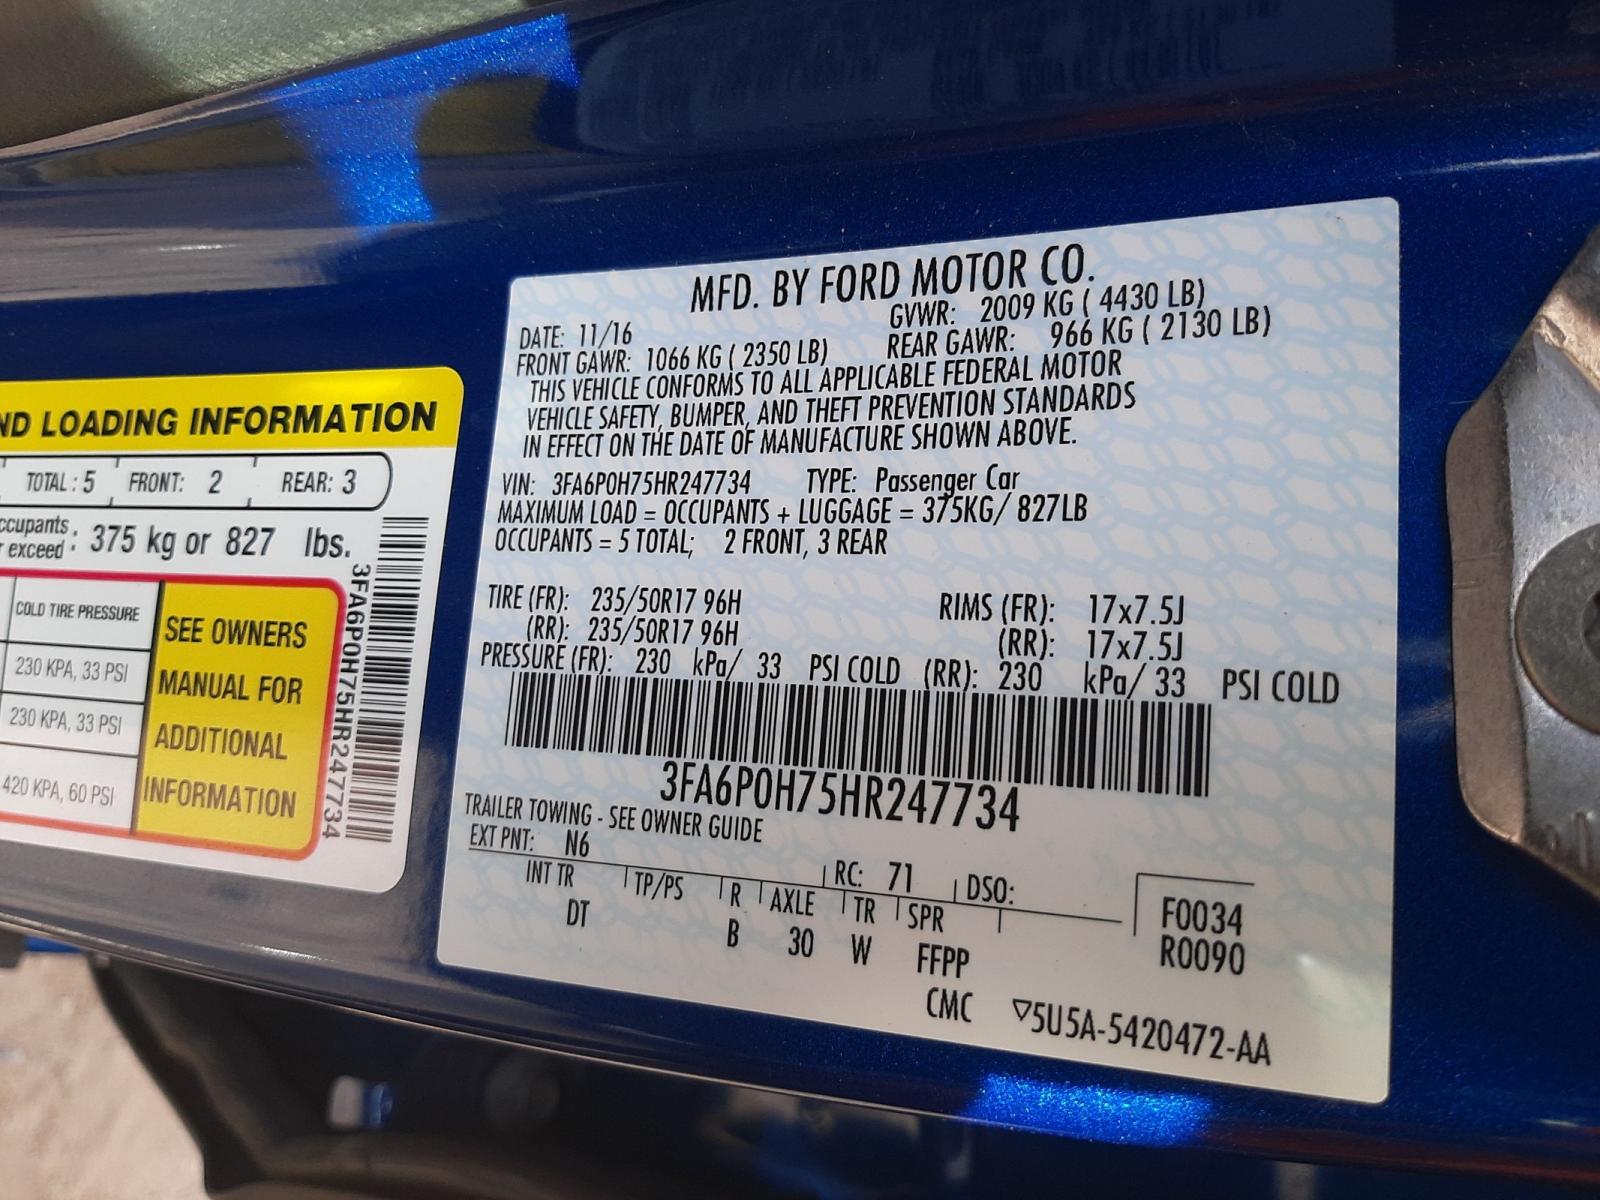 ND LOADING INFORMATION
TOTAL : 5 FRONT: 2 REAR: 3
ccupants
r exceed : 375 kg or 827 lbs.
COLD TIRE PRESSURE
230 KPA, 33 PSI
230 KPA, 33 PSI
420 KPA, 60 PSI
SEE OWNERS
MANUAL FOR
ADDITIONAL
INFORMATION
3FA6P0H75HR247734
MFD. BY FORD MOTOR CO.
DATE: 11/16 GVWR: 2009 KG ( 4430 LB)
FRONT GAWR: 1066 KG ( 2350 LB) REAR GAWR: 966 KG ( 2130 LB)
THIS VEHICLE CONFORMS TO ALL APPLICABLE FEDERAL MOTOR
VEHICLE SAFETY, BUMPER, AND THEFT PREVENTION STANDARDS
IN EFFECT ON THE DATE OF MANUFACTURE SHOWN ABOVE.
VIN: 3FA6P0H75HR247734 TYPE: Passenger Car
MAXIMUM LOAD = OCCUPANTS + LUGGAGE = 375KG/ 827LB
OCCUPANTS = 5 TOTAL; 2 FRONT, 3 REAR
TIRE (FR): 235/50R17 96H RIMS (FR): 17x7.5J
(RR): 235/50R17 96H (RR): 17x7.5J
PRESSURE (FR): 230 kPa/ 33 PSI COLD (RR): 230 kPa/ 33 PSI COLD
3FA6P0H75HR247734
TRAILER TOWING - SEE OWNER GUIDE
EXT PNT: N6 RC: 71 DSO:
INT TR TP/PS R AXLE TR SPR F0034
DT B 30 W FFPP R0090
CMC ▽5U5A-5420472-AA